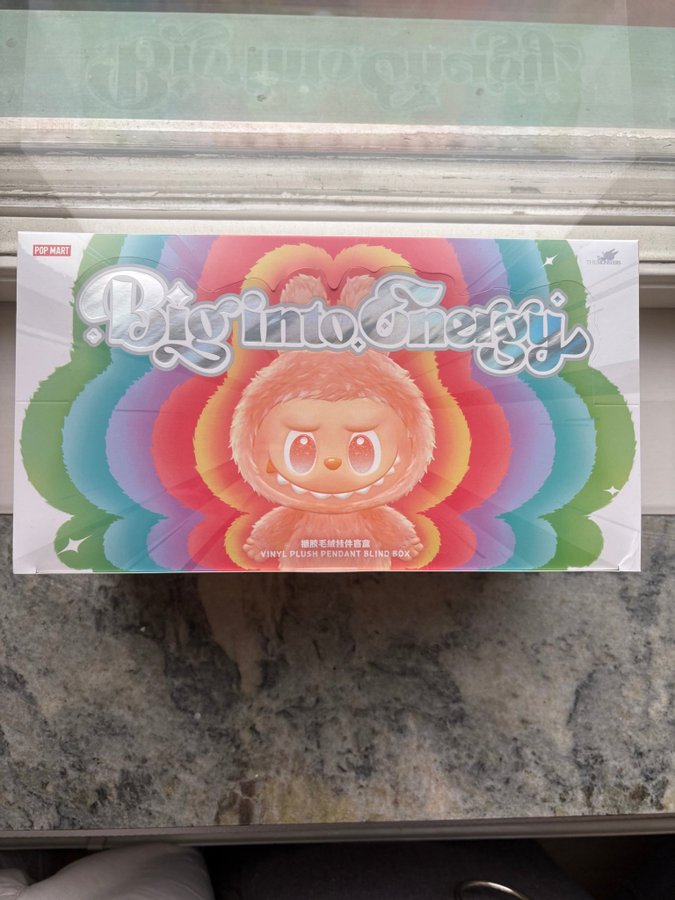 POP MART
THE MONSTERS
Big into Energy
搪胶毛绒挂件盲盒
VINYL PLUSH PENDANT BLIND BOX